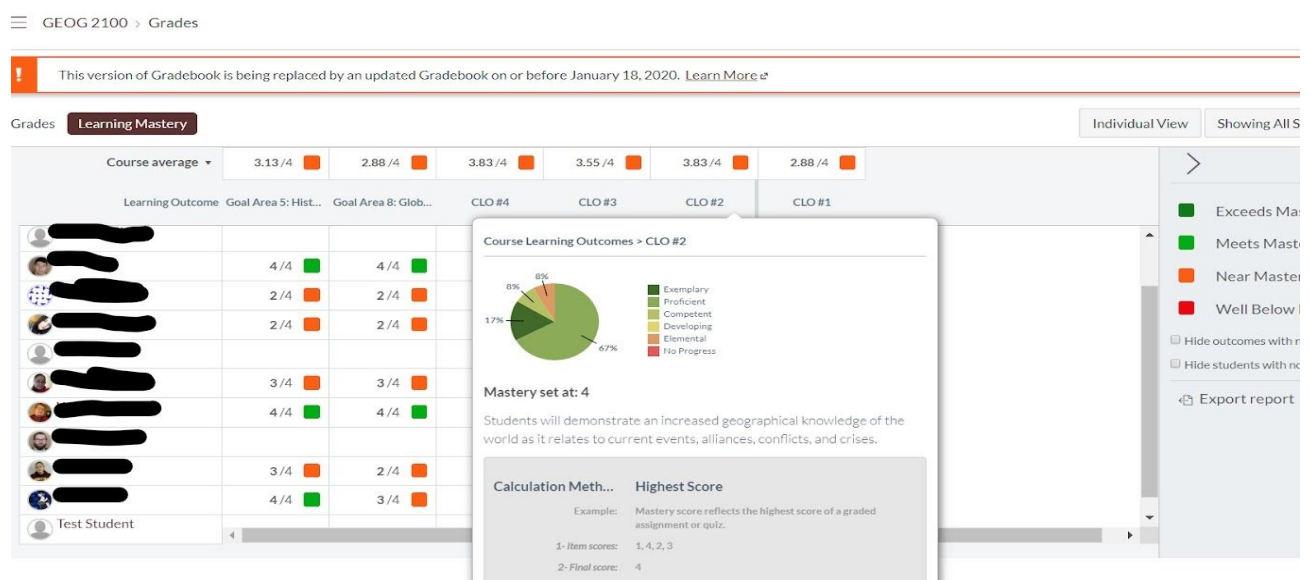 GEOG 2100 > Grades
! This version of Gradebook is being replaced by an updated Gradebook on or before January 18, 2020. Learn More
Grades Learning Mastery Individual View Showing All S
Course average 3.13/4 2.88/4 3.83/4 3.55/4 3.83/4 2.88/4
Learning Outcome Goal Area 5: Hist... Goal Area 8: Glob... CLO #4 CLO #3 CLO #2 CLO #1
4/4 4/4
2/4 2/4
2/4 2/4
3/4 3/4
4/4 4/4
3/4 2/4
4/4 3/4
Test Student
Course Learning Outcomes > CLO #2
8%
8%
17%
67%
Exemplary
Proficient
Competent
Developing
Elemental
No Progress
Mastery set at: 4
Students will demonstrate an increased geographical knowledge of the
world as it relates to current events, alliances, conflicts, and crises.
Calculation Meth... Highest Score
Example: Mastery score reflects the highest score of a graded
assignment or quiz.
1- Item scores: 1, 4, 2, 3
2- Final score: 4
Exceeds Mas
Meets Maste
Near Master
Well Below
Hide outcomes with n
Hide students with no
Export report